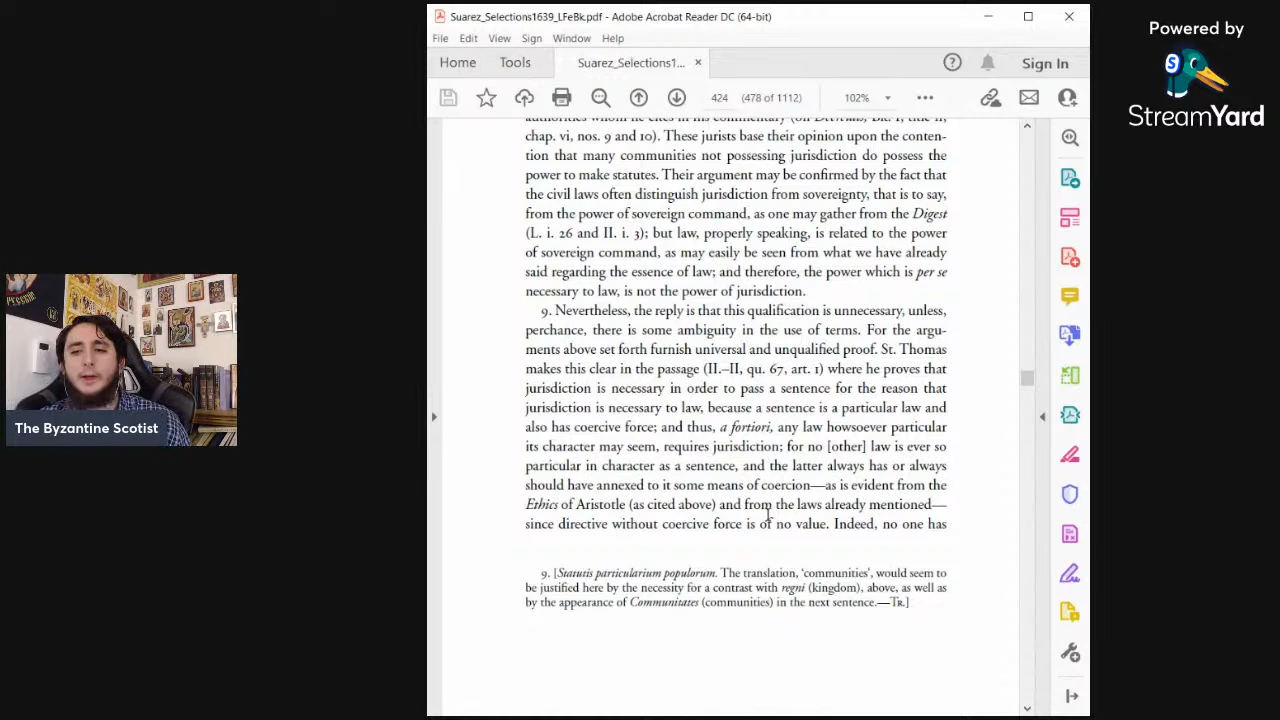 Suarez_Selections1639_LFeBk.pdf - Adobe Acrobat Reader DC (64-bit)
File Edit View Sign Window Help
Home Tools Suarez_Selections1... × Sign In
424 (478 of 1112) 102%
authorities whom he cites in his commentary (on Decretals, Bk. I, title ii,
chap. vi, nos. 9 and 10). These jurists base their opinion upon the conten-
tion that many communities not possessing jurisdiction do possess the
power to make statutes. Their argument may be confirmed by the fact that
the civil laws often distinguish jurisdiction from sovereignty, that is to say,
from the power of sovereign command, as one may gather from the Digest
(L. i. 26 and II. i. 3); but law, properly speaking, is related to the power
of sovereign command, as may easily be seen from what we have already
said regarding the essence of law; and therefore, the power which is per se
necessary to law, is not the power of jurisdiction.
9. Nevertheless, the reply is that this qualification is unnecessary, unless,
perchance, there is some ambiguity in the use of terms. For the argu-
ments above set forth furnish universal and unqualified proof. St. Thomas
makes this clear in the passage (II.–II, qu. 67, art. 1) where he proves that
jurisdiction is necessary in order to pass a sentence for the reason that
jurisdiction is necessary to law, because a sentence is a particular law and
also has coercive force; and thus, a fortiori, any law howsoever particular
its character may seem, requires jurisdiction; for no [other] law is ever so
particular in character as a sentence, and the latter always has or always
should have annexed to it some means of coercion—as is evident from the
Ethics of Aristotle (as cited above) and from the laws already mentioned—
since directive without coercive force is of no value. Indeed, no one has
9. [Statutis particularium populorum. The translation, ‘communities’, would seem to
be justified here by the necessity for a contrast with regni (kingdom), above, as well as
by the appearance of Communitates (communities) in the next sentence.—Tr.]
The Byzantine Scotist
Powered by
StreamYard